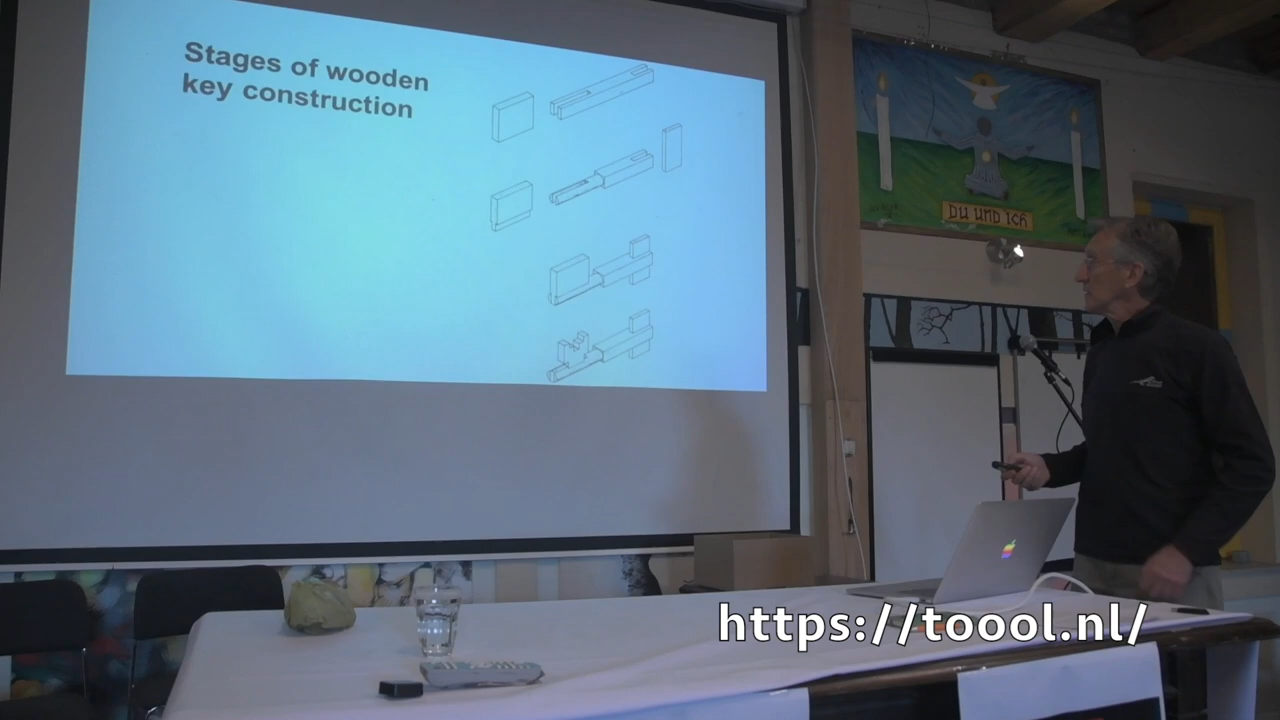 Stages of wooden
key construction
DU UND ICH
https://toool.nl/